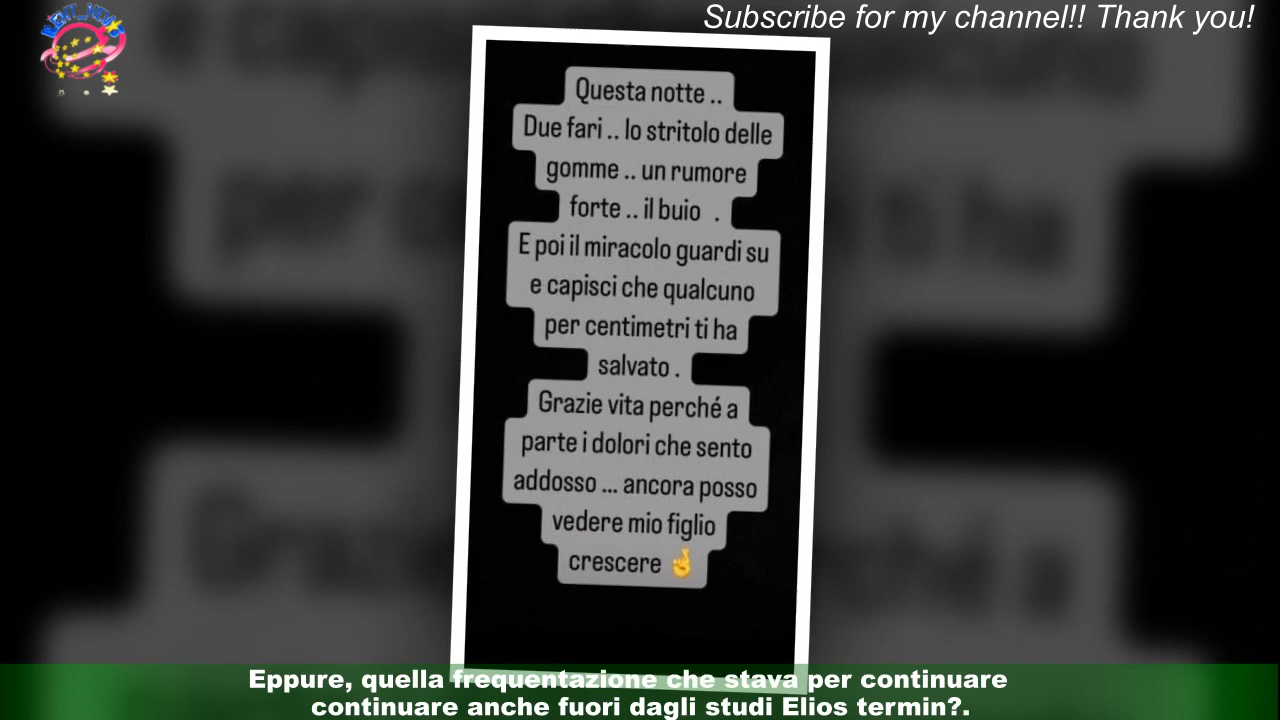 Subscribe for my channel!! Thank you!
Questa notte ..
Due fari .. lo stritolo delle
gomme .. un rumore
forte .. il buio .
E poi il miracolo guardi su
e capisci che qualcuno
per centimetri ti ha
salvato .
Grazie vita perché a
parte i dolori che sento
addosso ... ancora posso
vedere mio figlio
crescere 🤞
Eppure, quella frequentazione che stava per continuare
continuare anche fuori dagli studi Elios termin?.